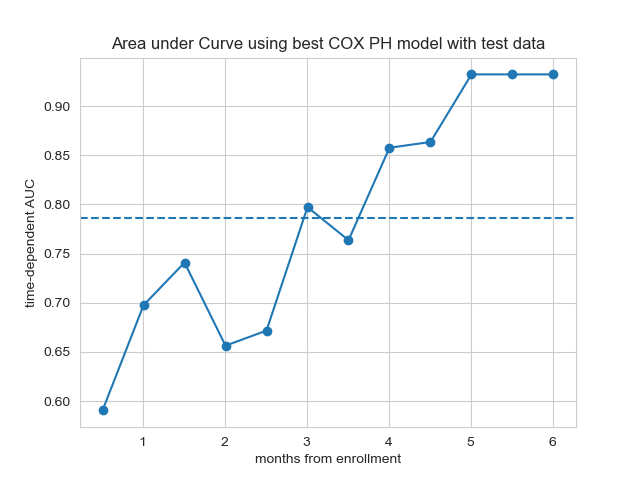 Area under Curve using best COX PH model with test data
time-dependent AUC
0.90
0.85
0.80
0.75
0.70
0.65
0.60
1 2 3 4 5 6
months from enrollment